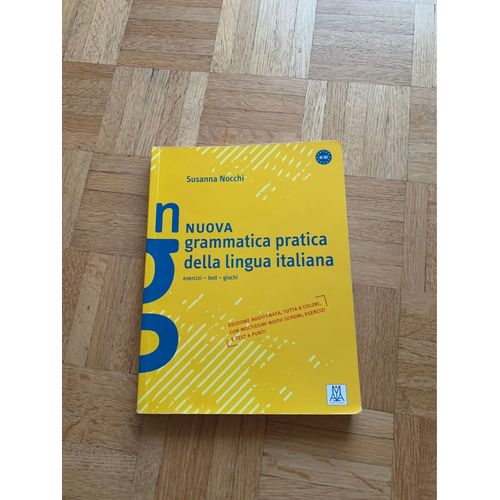 Susanna Nocchi
n
NUOVA
grammatica pratica
della lingua italiana
esercizi – test – giochi
EDIZIONE AGGIORNATA, TUTTA A COLORI,
CON MOLTISSIMI NUOVI SCHEMI, ESERCIZI
E TEST A PUNTI